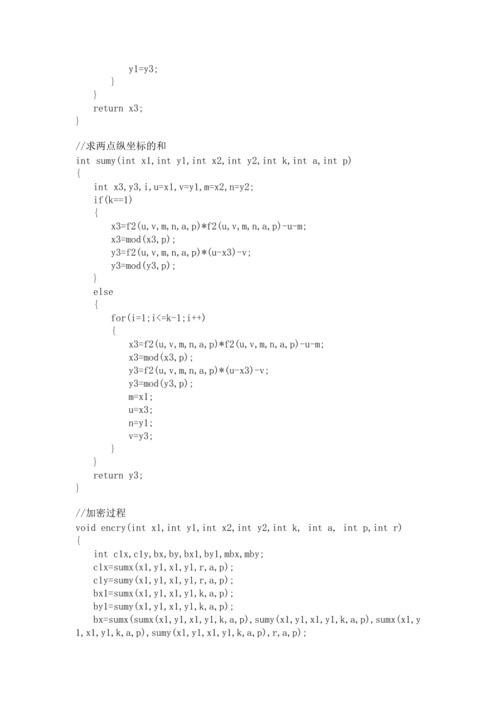 y1=y3;
}
}
return x3;
}
//求两点纵坐标的和
int sumy(int x1,int y1,int x2,int y2,int k,int a,int p)
{
int x3,y3,i,u=x1,v=y1,m=x2,n=y2;
if(k==1)
{
x3=f2(u,v,m,n,a,p)*f2(u,v,m,n,a,p)-u-m;
x3=mod(x3,p);
y3=f2(u,v,m,n,a,p)*(u-x3)-v;
y3=mod(y3,p);
}
else
{
for(i=1;i<=k-1;i++)
{
x3=f2(u,v,m,n,a,p)*f2(u,v,m,n,a,p)-u-m;
x3=mod(x3,p);
y3=f2(u,v,m,n,a,p)*(u-x3)-v;
y3=mod(y3,p);
m=x1;
u=x3;
n=y1;
v=y3;
}
}
return y3;
}
//加密过程
void encry(int x1,int y1,int x2,int y2,int k, int a, int p,int r)
{
int c1x,c1y,bx,by,bx1,by1,mbx,mby;
c1x=sumx(x1,y1,x1,y1,r,a,p);
c1y=sumy(x1,y1,x1,y1,r,a,p);
bx1=sumx(x1,y1,x1,y1,k,a,p);
by1=sumy(x1,y1,x1,y1,k,a,p);
bx=sumx(sumx(x1,y1,x1,y1,k,a,p),sumy(x1,y1,x1,y1,k,a,p),sumx(x1,y
1,x1,y1,k,a,p),sumy(x1,y1,x1,y1,k,a,p),r,a,p);